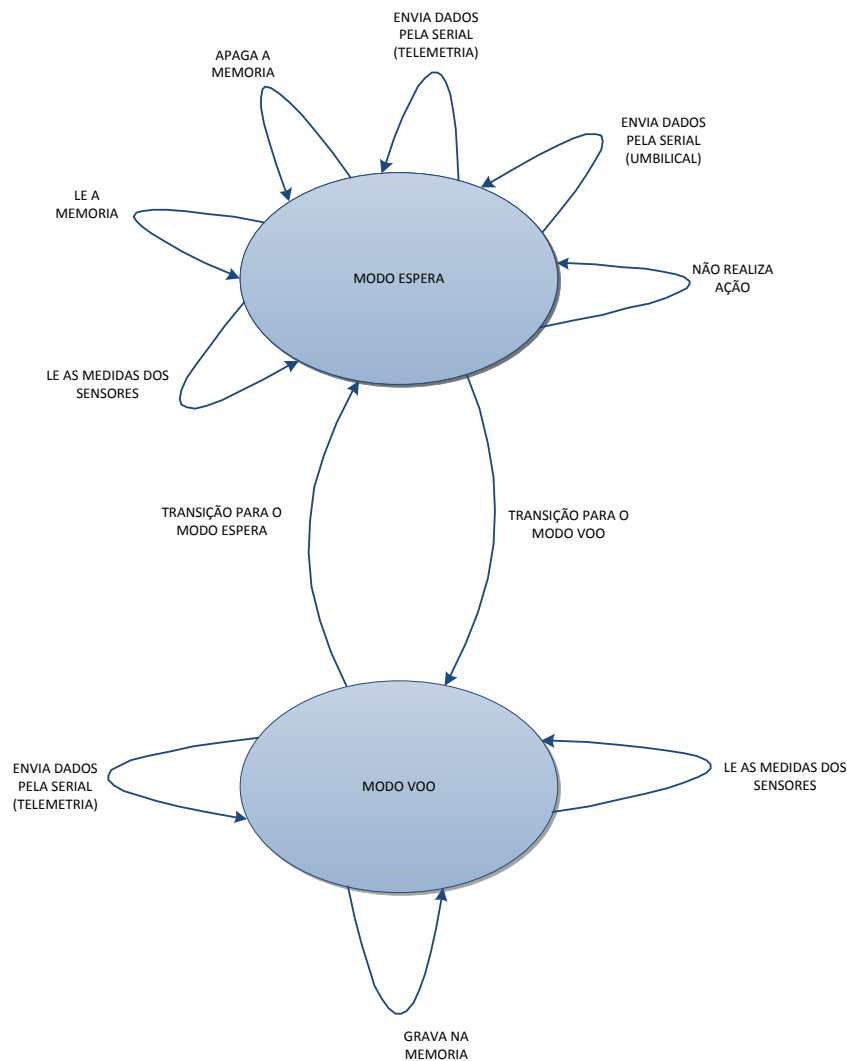 ENVIA DADOS
PELA SERIAL
(TELEMETRIA)
APAGA A
MEMORIA
ENVIA DADOS
PELA SERIAL
(UMBILICAL)
LE A
MEMORIA
MODO ESPERA
NÃO REALIZA
AÇÃO
LE AS MEDIDAS DOS
SENSORES
TRANSIÇÃO PARA O
MODO ESPERA
TRANSIÇÃO PARA O
MODO VOO
ENVIA DADOS
PELA SERIAL
(TELEMETRIA)
MODO VOO
LE AS MEDIDAS DOS
SENSORES
GRAVA NA
MEMORIA